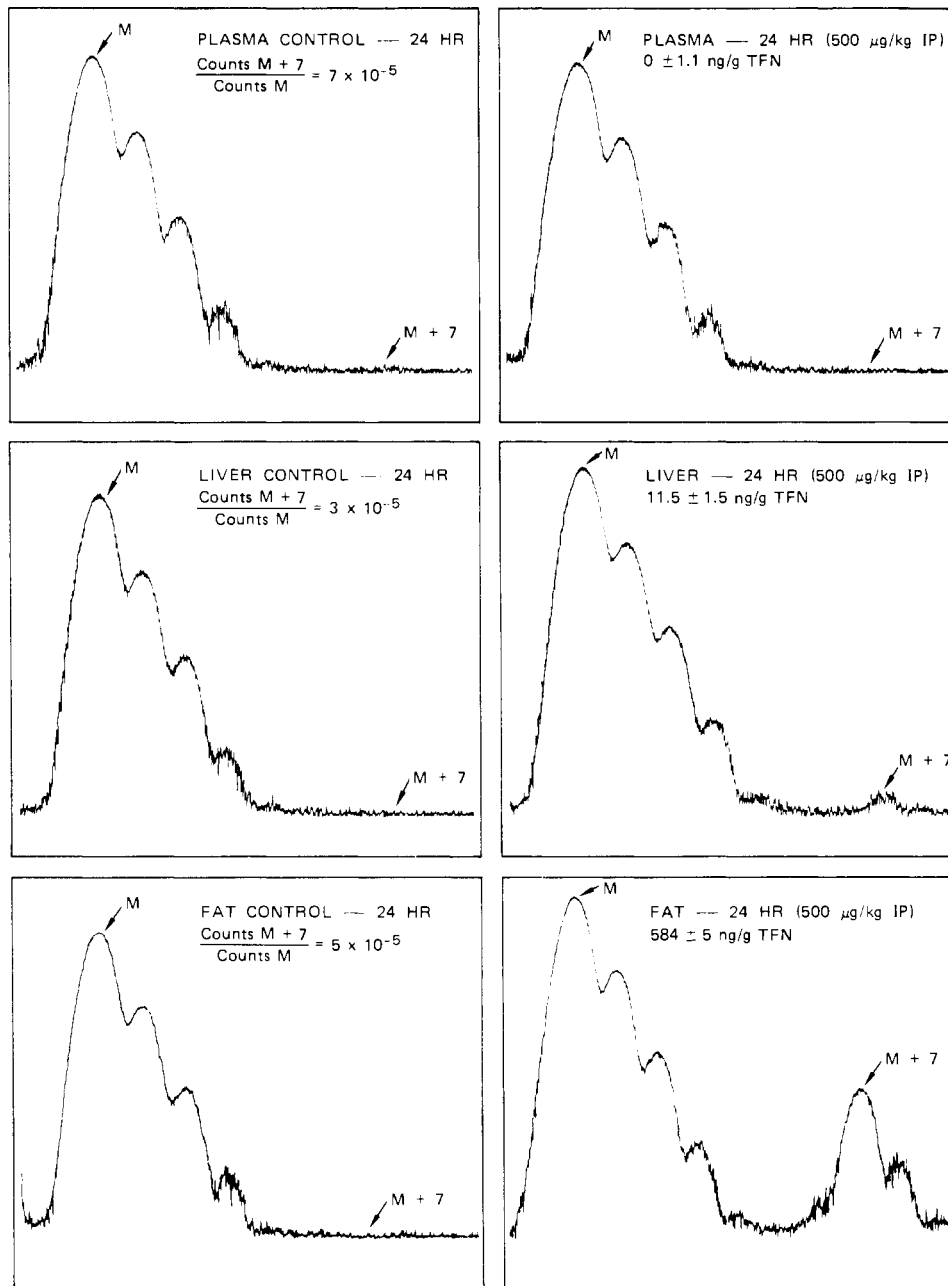 M
PLASMA CONTROL — 24 HR
Counts M + 7
Counts M
= 7 x 10⁻⁵
M + 7
M
PLASMA — 24 HR (500 µg/kg IP)
0 ± 1.1 ng/g TFN
M + 7
M
LIVER CONTROL — 24 HR
Counts M + 7
Counts M
= 3 x 10⁻⁵
M + 7
M
LIVER — 24 HR (500 µg/kg IP)
11.5 ± 1.5 ng/g TFN
M + 7
M
FAT CONTROL — 24 HR
Counts M + 7
Counts M
= 5 x 10⁻⁵
M + 7
M
FAT — 24 HR (500 µg/kg IP)
584 ± 5 ng/g TFN
M + 7